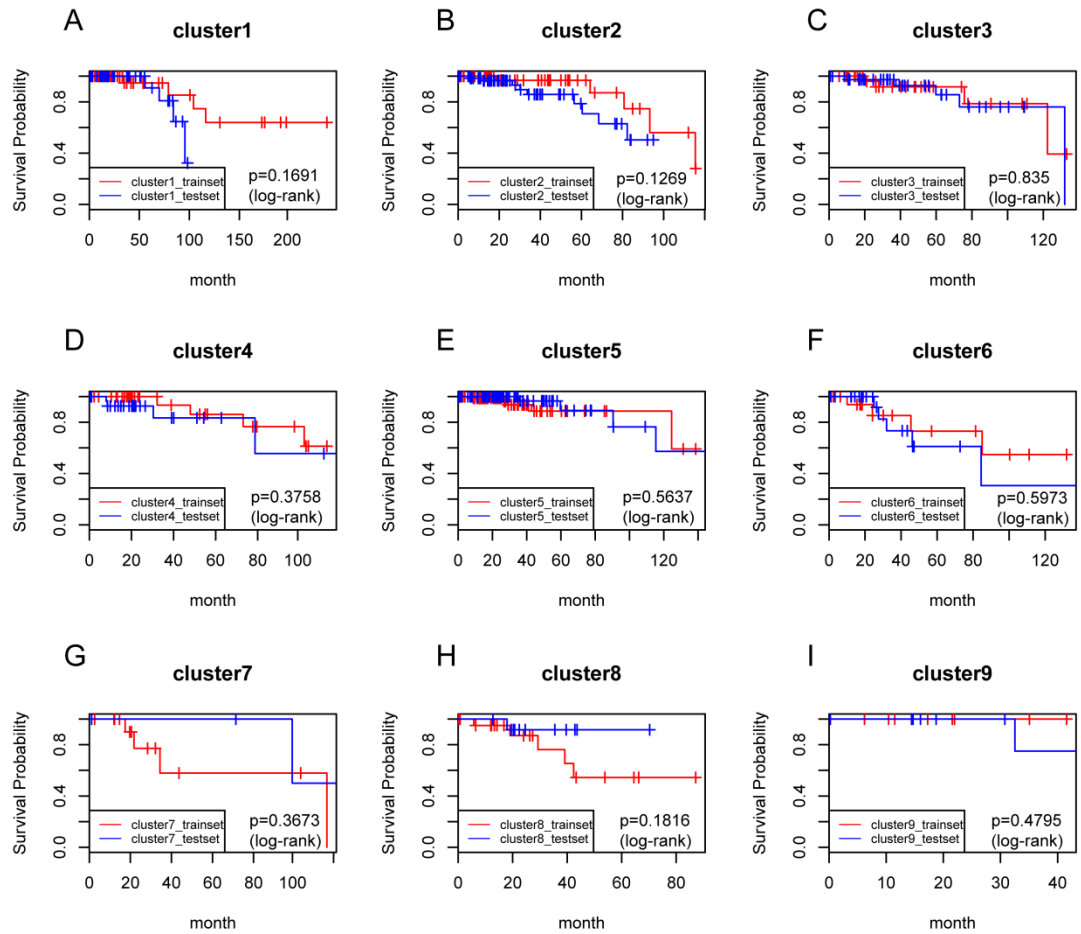 A
cluster1
Survival Probability
0.0 0.4 0.8
cluster1_trainset
cluster1_testset
p=0.1691
(log-rank)
0 50 100 150 200
month
B
cluster2
Survival Probability
0.0 0.4 0.8
cluster2_trainset
cluster2_testset
p=0.1269
(log-rank)
0 20 40 60 80 100
month
C
cluster3
Survival Probability
0.0 0.4 0.8
cluster3_trainset
cluster3_testset
p=0.835
(log-rank)
0 20 40 60 80 120
month
D
cluster4
Survival Probability
0.0 0.4 0.8
cluster4_trainset
cluster4_testset
p=0.3758
(log-rank)
0 20 40 60 80 100
month
E
cluster5
Survival Probability
0.0 0.4 0.8
cluster5_trainset
cluster5_testset
p=0.5637
(log-rank)
0 20 40 60 80 100 140
month
F
cluster6
Survival Probability
0.0 0.4 0.8
cluster6_trainset
cluster6_testset
p=0.5973
(log-rank)
0 20 40 60 80 120
month
G
cluster7
Survival Probability
0.0 0.4 0.8
cluster7_trainset
cluster7_testset
p=0.3673
(log-rank)
0 20 40 60 80 100
month
H
cluster8
Survival Probability
0.0 0.4 0.8
cluster8_trainset
cluster8_testset
p=0.1816
(log-rank)
0 20 40 60 80
month
I
cluster9
Survival Probability
0.0 0.4 0.8
cluster9_trainset
cluster9_testset
p=0.4795
(log-rank)
0 10 20 30 40
month